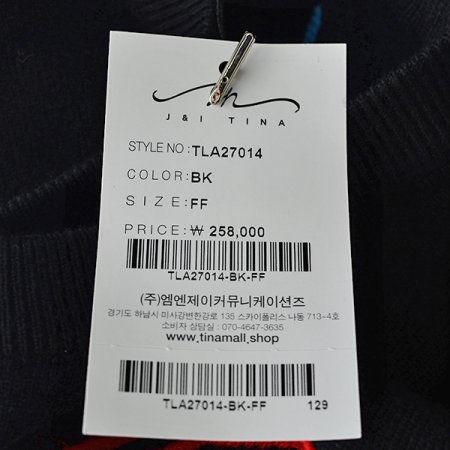 J & I TINA
STYLE NO : TLA27014
COLOR : BK
SIZE : FF
PRICE : ₩ 258,000
TLA27014-BK-FF
(주)엠엔제이커뮤니케이션즈
경기도 하남시 미사강변한강로 135 스카이폴리스 나동 713-4호
소비자 상담실 : 070-4647-3635
www.tinamall.shop
TLA27014-BK-FF 129